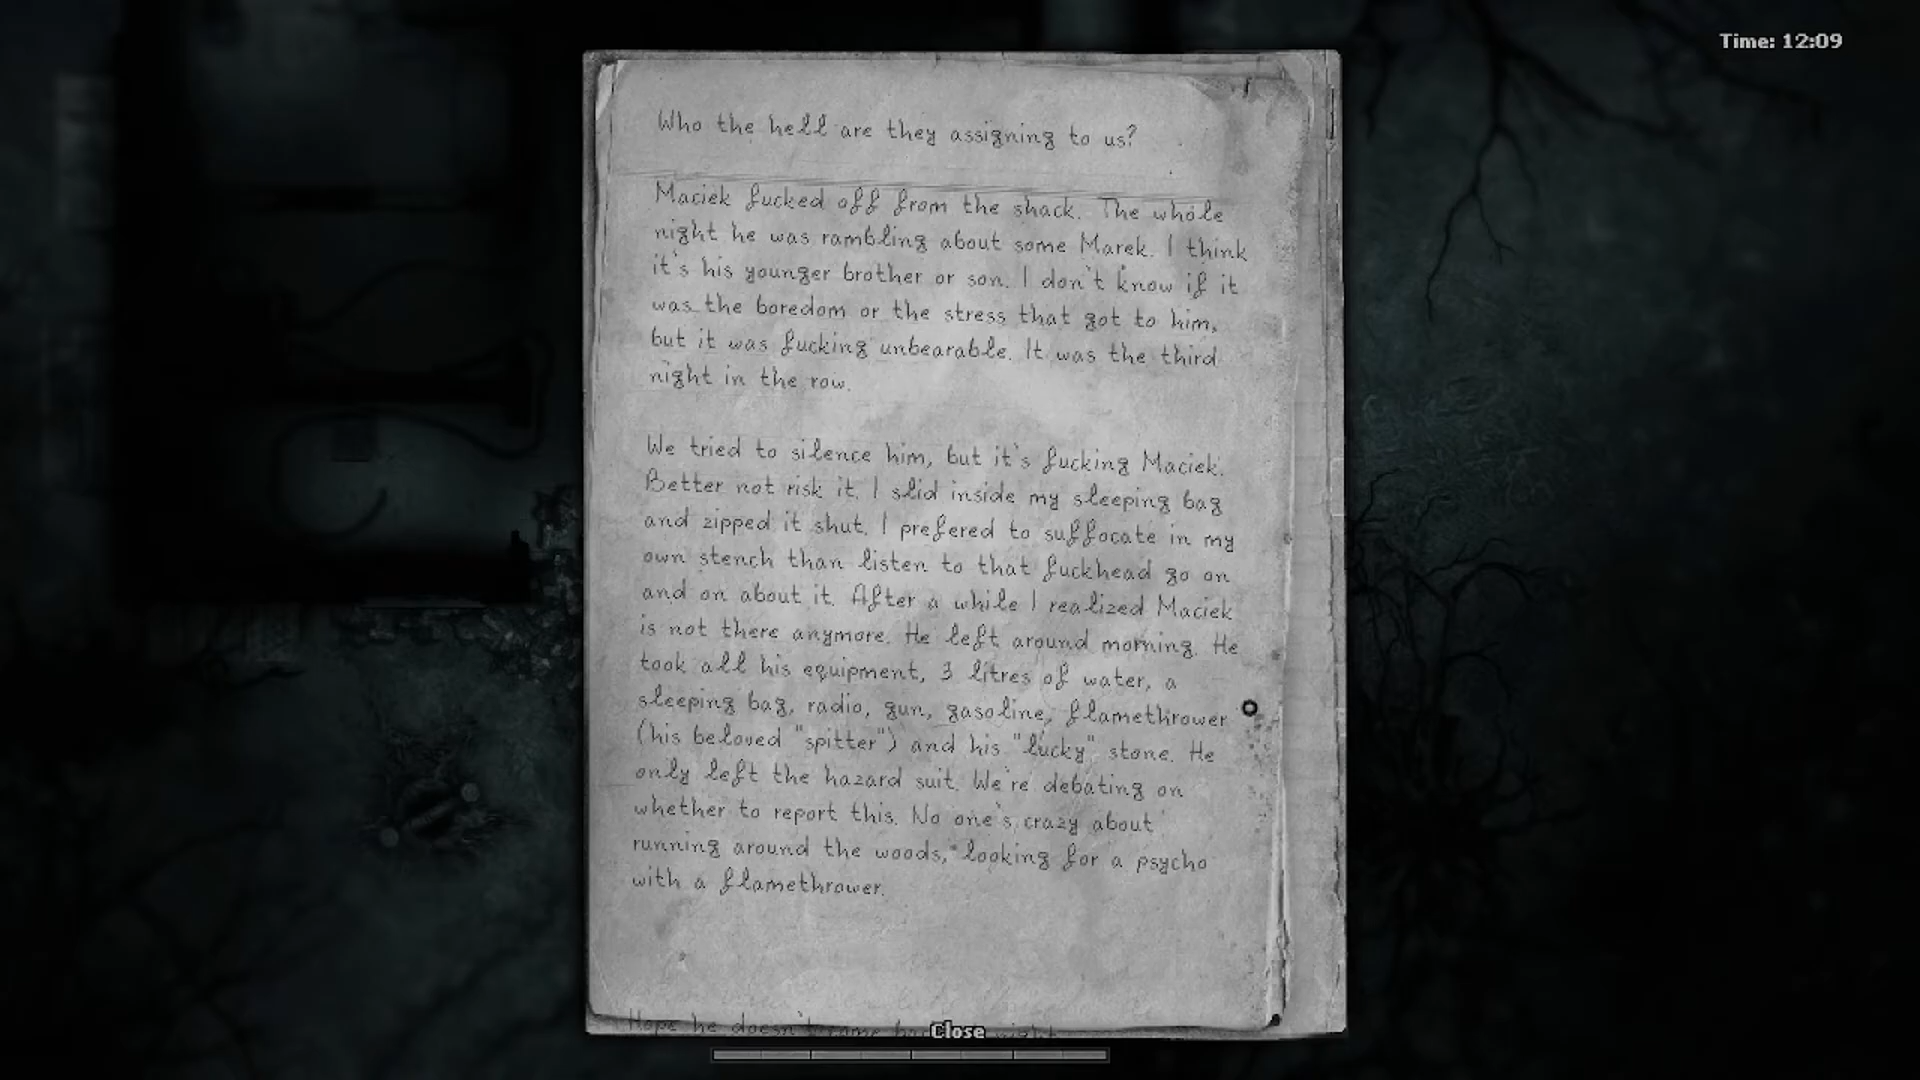 Time: 12:09
Who the hell are they assigning to us?
Maciek fucked off from the shack. The whole
night he was rambling about some Marek. I think
it's his younger brother or son. I don't know if it
was the boredom or the stress that got to him,
but it was fucking unbearable. It was the third
night in the row.
We tried to silence him, but it's fucking Maciek.
Better not risk it. I slid inside my sleeping bag
and zipped it shut. I prefered to suffocate in my
own stench than listen to that fuckhead go on
and on about it. After a while I realized Maciek
is not there anymore. He left around morning. He
took all his equipment, 3 litres of water, a
sleeping bag, radio, gun, gasoline, flamethrower
(his beloved "spitter") and his "lucky" stone. He
only left the hazard suit. We're debating on
whether to report this. No one's crazy about
running around the woods, looking for a psycho
with a flamethrower.
Hope he doesn't come night
Close